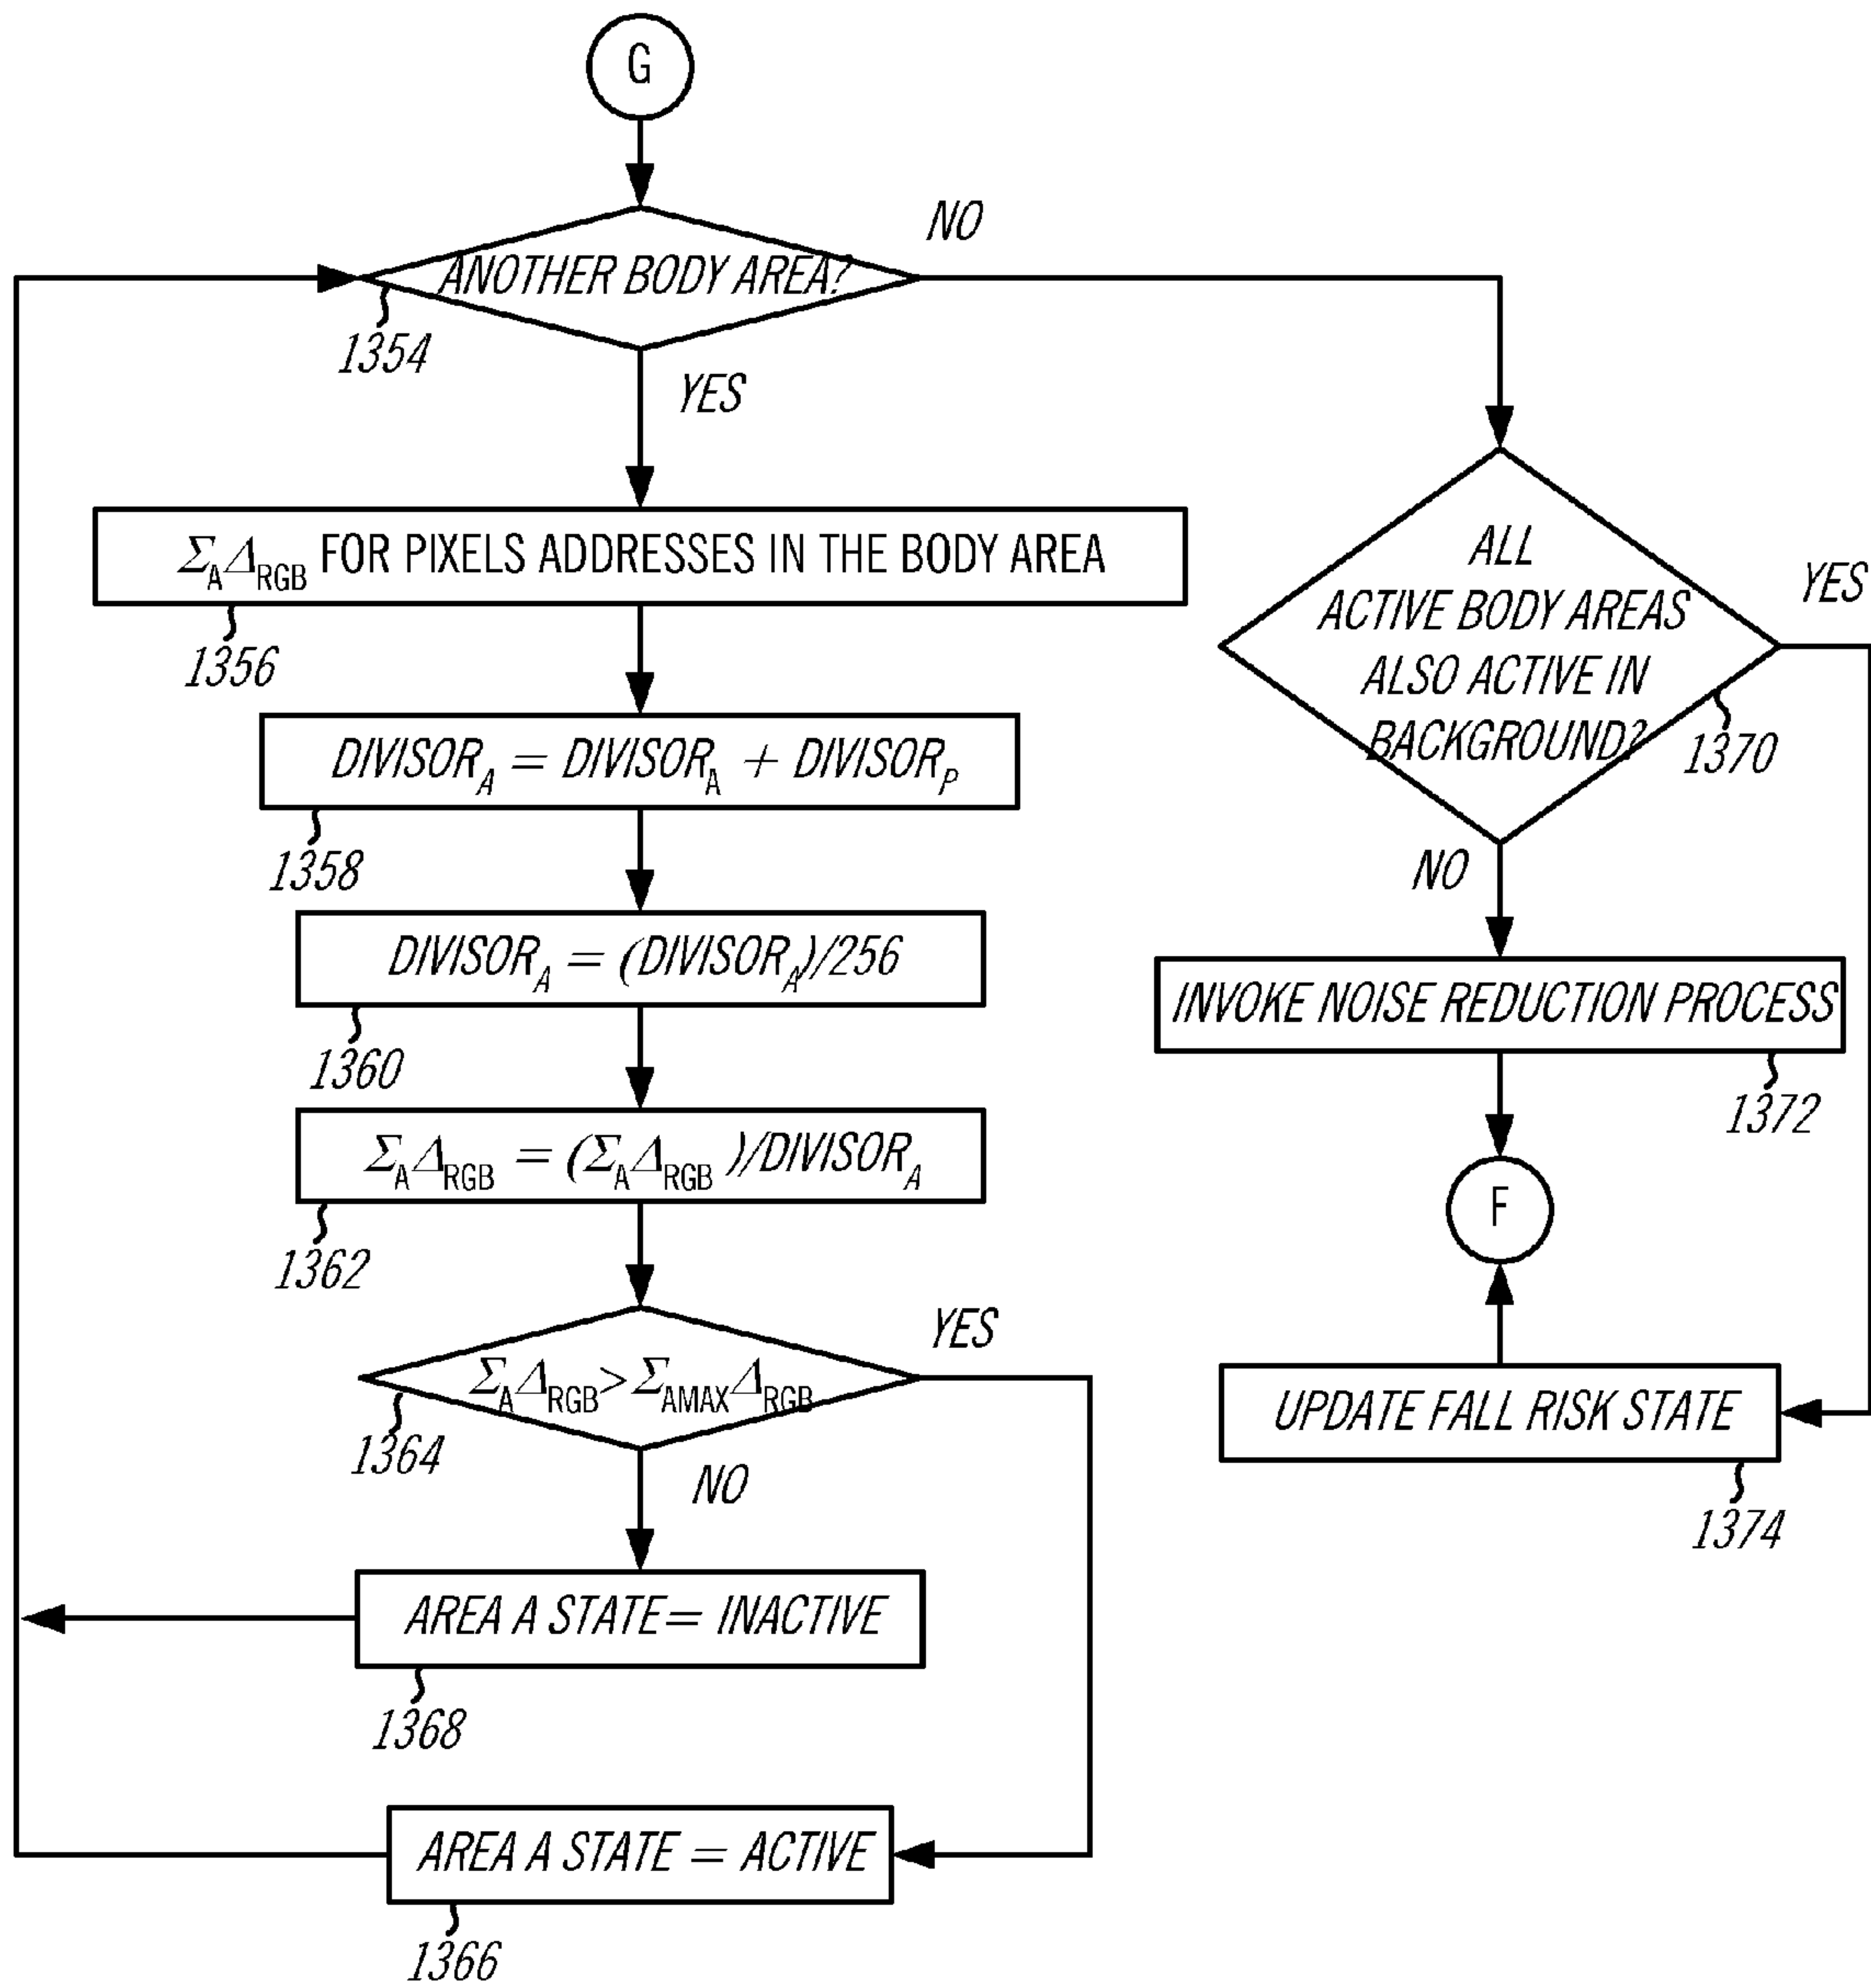 G
ANOTHER BODY AREA?
NO
1354
YES
Σ_A Δ_RGB FOR PIXELS ADDRESSES IN THE BODY AREA
1356
DIVISOR_A = DIVISOR_A + DIVISOR_P
1358
DIVISOR_A = (DIVISOR_A)/256
1360
Σ_A Δ_RGB = (Σ_A Δ_RGB )/DIVISOR_A
1362
Σ_A Δ_RGB > Σ_AMAX Δ_RGB
YES
1364
NO
AREA A STATE= INACTIVE
1368
AREA A STATE = ACTIVE
1366
ALL
ACTIVE BODY AREAS
ALSO ACTIVE IN
BACKGROUND?
YES
1370
NO
INVOKE NOISE REDUCTION PROCESS
1372
F
UPDATE FALL RISK STATE
1374